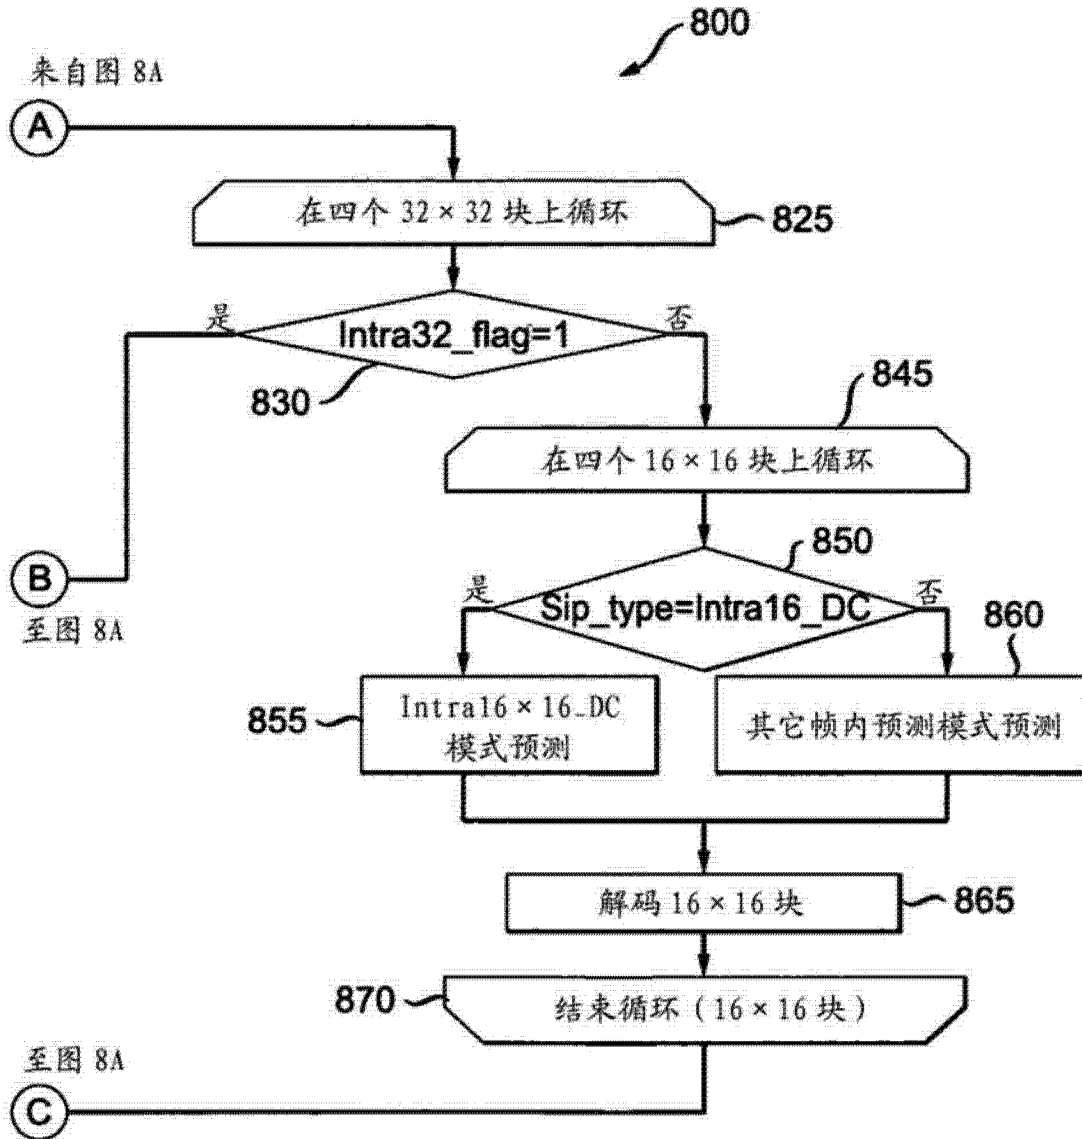 800
来自图 8A
A
在四个 32 × 32 块上循环
825
是
Intra32_flag=1
否
830
845
在四个 16 × 16 块上循环
850
B
至图 8A
是
Sip_type=Intra16_DC
否
860
855
Intra16 × 16_DC
模式预测
其它帧内预测模式预测
解码 16 × 16 块
865
870
结束循环 ( 16 × 16 块 )
至图 8A
C